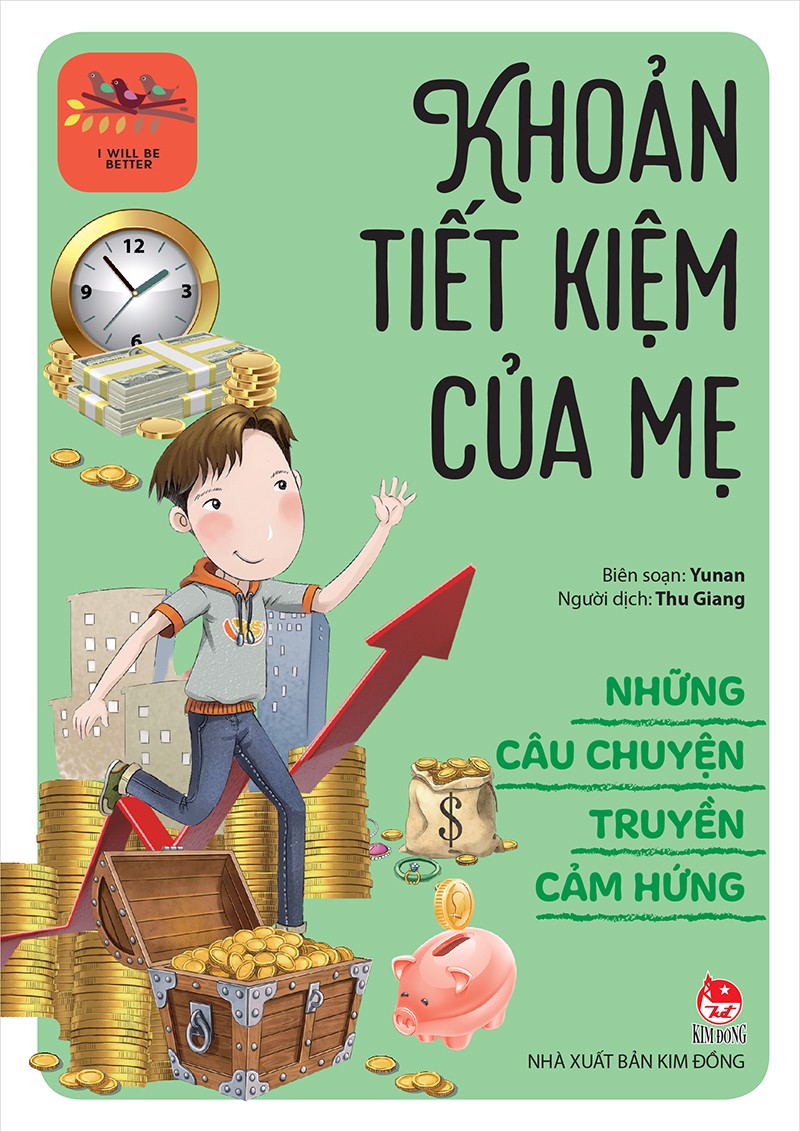 I WILL BE
BETTER
KHOẢN
TIẾT KIỆM
CỦA MẸ
12
9
3
6
Biên soạn: Yunan
Người dịch: Thu Giang
NHỮNG
CÂU CHUYỆN
TRUYỀN
CẢM HỨNG
$
KIM ĐỒNG
NHÀ XUẤT BẢN KIM ĐỒNG